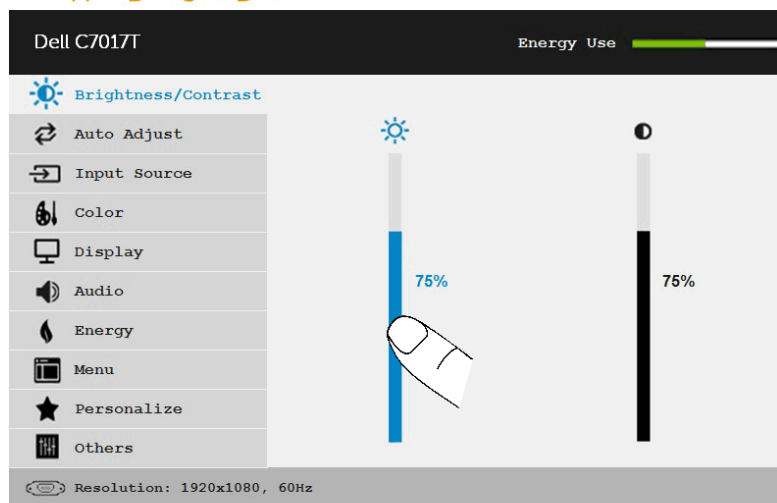 Dell C7017T
Energy Use
Brightness/Contrast
Auto Adjust
Input Source
Color
Display
Audio
Energy
Menu
Personalize
Others
75%
75%
Resolution: 1920x1080, 60Hz